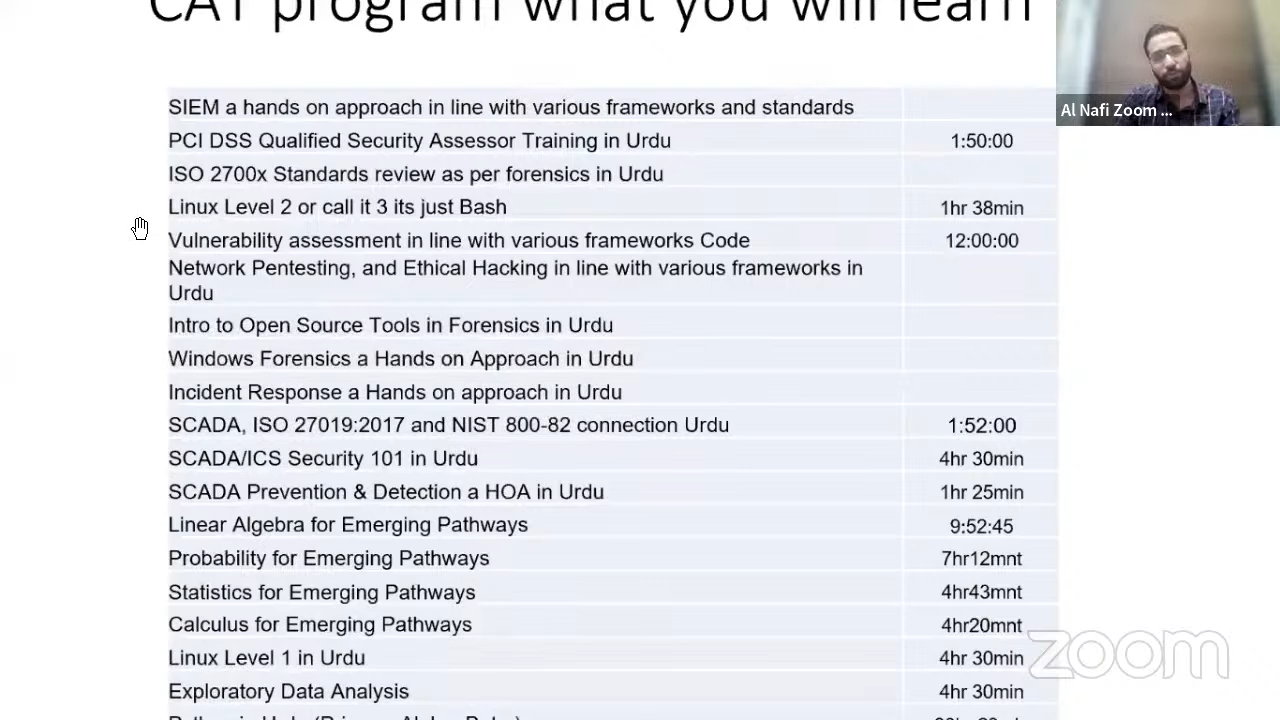 CAT program what you will learn
Al Nafi Zoom ...
SIEM a hands on approach in line with various frameworks and standards
PCI DSS Qualified Security Assessor Training in Urdu 1:50:00
ISO 2700x Standards review as per forensics in Urdu
Linux Level 2 or call it 3 its just Bash 1hr 38min
Vulnerability assessment in line with various frameworks Code 12:00:00
Network Pentesting, and Ethical Hacking in line with various frameworks in
Urdu
Intro to Open Source Tools in Forensics in Urdu
Windows Forensics a Hands on Approach in Urdu
Incident Response a Hands on approach in Urdu
SCADA, ISO 27019:2017 and NIST 800-82 connection Urdu 1:52:00
SCADA/ICS Security 101 in Urdu 4hr 30min
SCADA Prevention & Detection a HOA in Urdu 1hr 25min
Linear Algebra for Emerging Pathways 9:52:45
Probability for Emerging Pathways 7hr12mnt
Statistics for Emerging Pathways 4hr43mnt
Calculus for Emerging Pathways 4hr20mnt
Linux Level 1 in Urdu 4hr 30min
Exploratory Data Analysis 4hr 30min
zoom